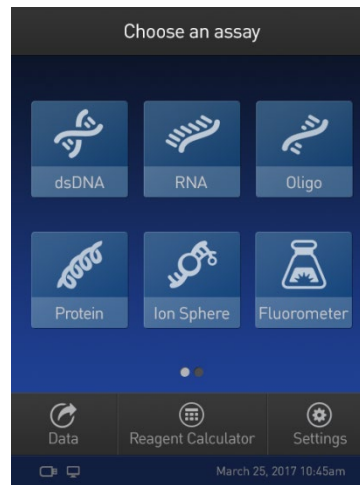 Choose an assay
dsDNA RNA Oligo
Protein Ion Sphere Fluorometer
Data Reagent Calculator Settings
March 25, 2017 10:45am